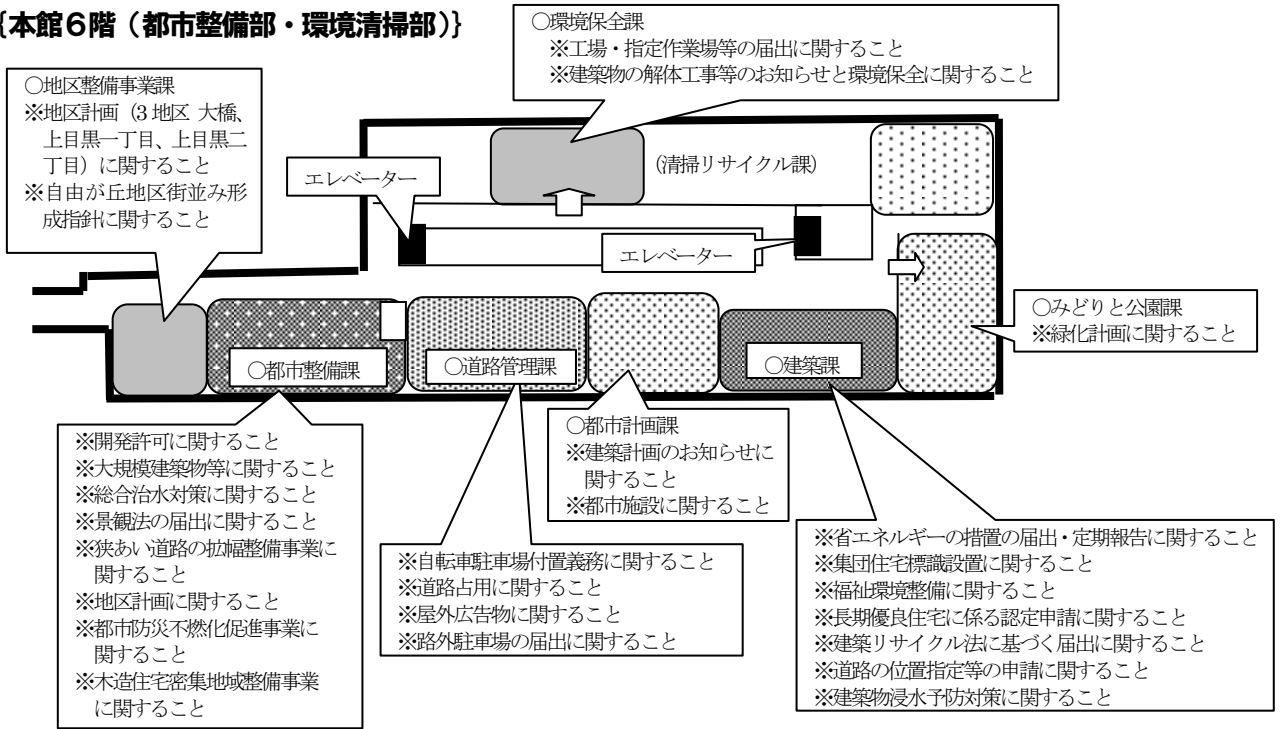 {本館６階（都市整備部・環境清掃部）}
○環境保全課
※工場・指定作業場等の届出に関すること
※建築物の解体工事等のお知らせと環境保全に関すること
○地区整備事業課
※地区計画（3地区 大橋、
上目黒一丁目、上目黒二
丁目）に関すること
※自由が丘地区街並み形
成指針に関すること
エレベーター
(清掃リサイクル課)
エレベーター
○みどりと公園課
※緑化計画に関すること
○都市整備課
○道路管理課
○建築課
※開発許可に関すること
※大規模建築物等に関すること
※総合治水対策に関すること
※景観法の届出に関すること
※狭あい道路の拡幅整備事業に
関すること
※地区計画に関すること
※都市防災不燃化促進事業に
関すること
※木造住宅密集地域整備事業
に関すること
※自転車駐車場付置義務に関すること
※道路占用に関すること
※屋外広告物に関すること
※路外駐車場の届出に関すること
○都市計画課
※建築計画のお知らせに
関すること
※都市施設に関すること
※省エネルギーの措置の届出・定期報告に関すること
※集団住宅標識設置に関すること
※福祉環境整備に関すること
※長期優良住宅に係る認定申請に関すること
※建築リサイクル法に基づく届出に関すること
※道路の位置指定等の申請に関すること
※建築物浸水予防対策に関すること